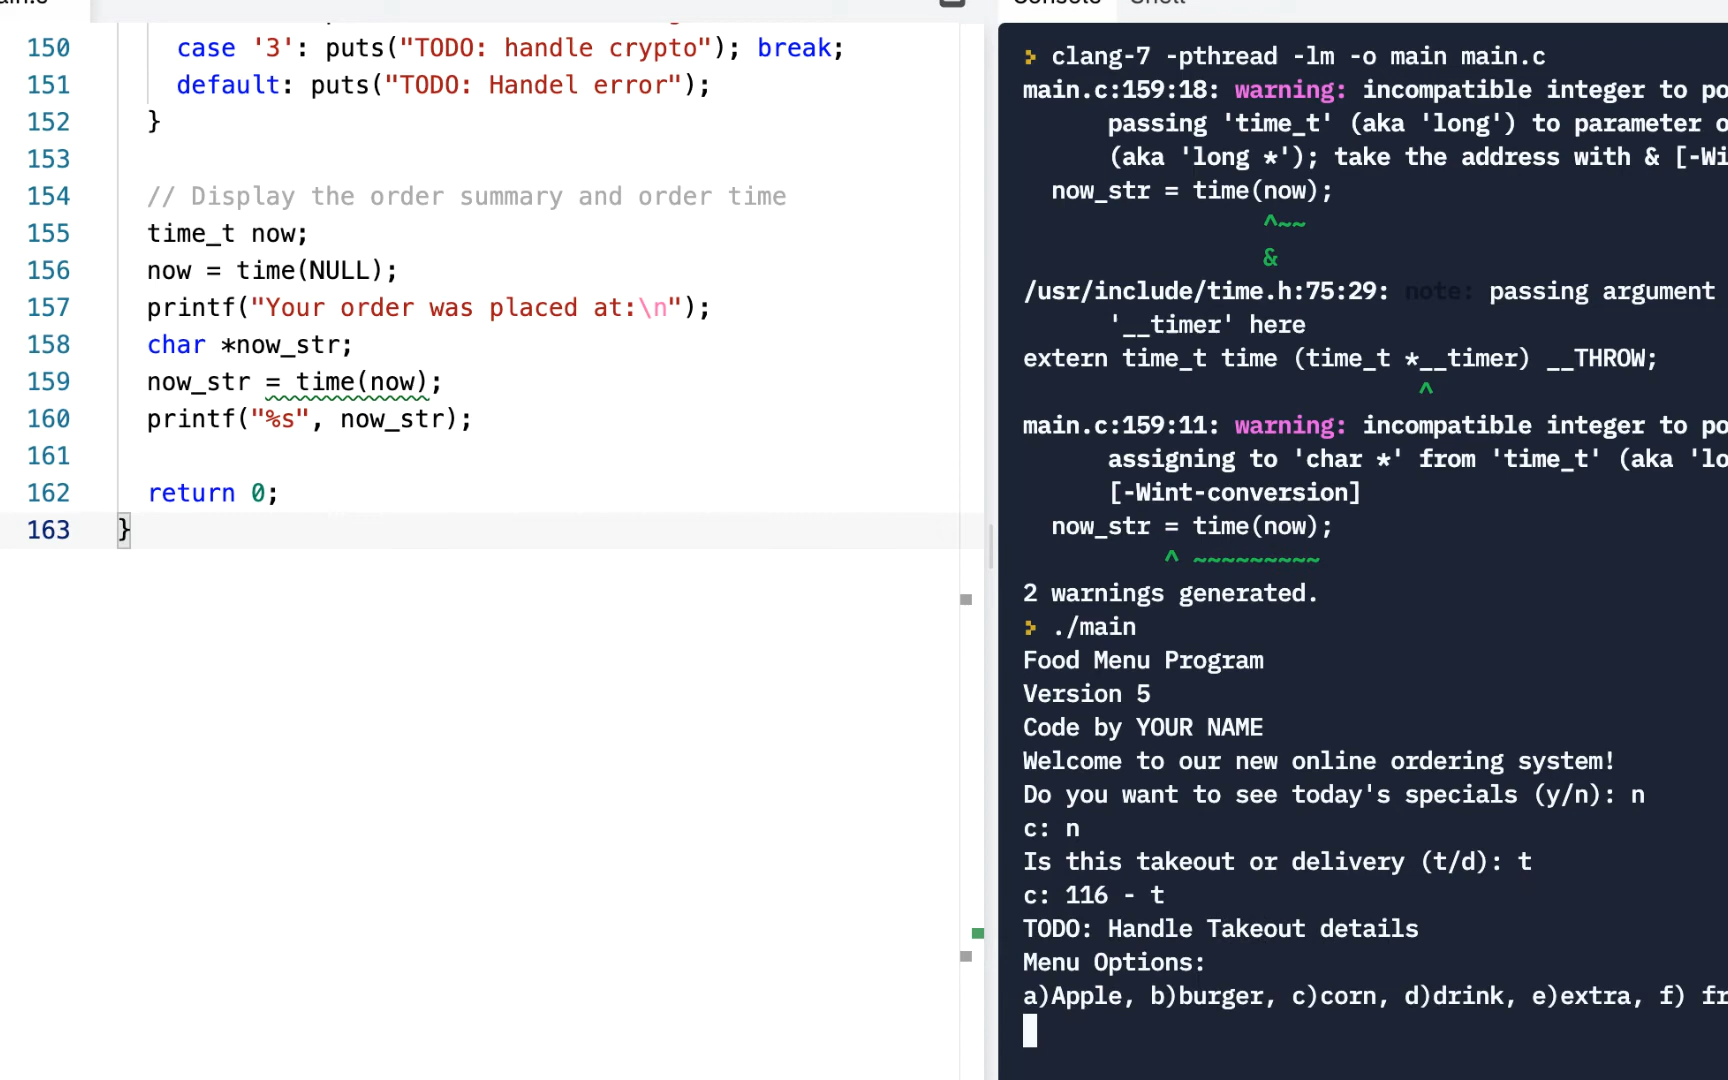 150 case '3': puts("TODO: handle crypto"); break;
151 default: puts("TODO: Handel error");
152 }
153
154 // Display the order summary and order time
155 time_t now;
156 now = time(NULL);
157 printf("Your order was placed at:\n");
158 char *now_str;
159 now_str = time(now);
160 printf("%s", now_str);
161
162 return 0;
163 }
> clang-7 -pthread -lm -o main main.c
main.c:159:18: warning: incompatible integer to po
passing 'time_t' (aka 'long') to parameter o
(aka 'long *'); take the address with & [-Wi
now_str = time(now);
^~~
&
/usr/include/time.h:75:29: note: passing argument
'__timer' here
extern time_t time (time_t *__timer) __THROW;
^
main.c:159:11: warning: incompatible integer to po
assigning to 'char *' from 'time_t' (aka 'lo
[-Wint-conversion]
now_str = time(now);
^ ~~~~~~~~~
2 warnings generated.
> ./main
Food Menu Program
Version 5
Code by YOUR NAME
Welcome to our new online ordering system!
Do you want to see today's specials (y/n): n
c: n
Is this takeout or delivery (t/d): t
c: 116 - t
TODO: Handle Takeout details
Menu Options:
a)Apple, b)burger, c)corn, d)drink, e)extra, f) fr